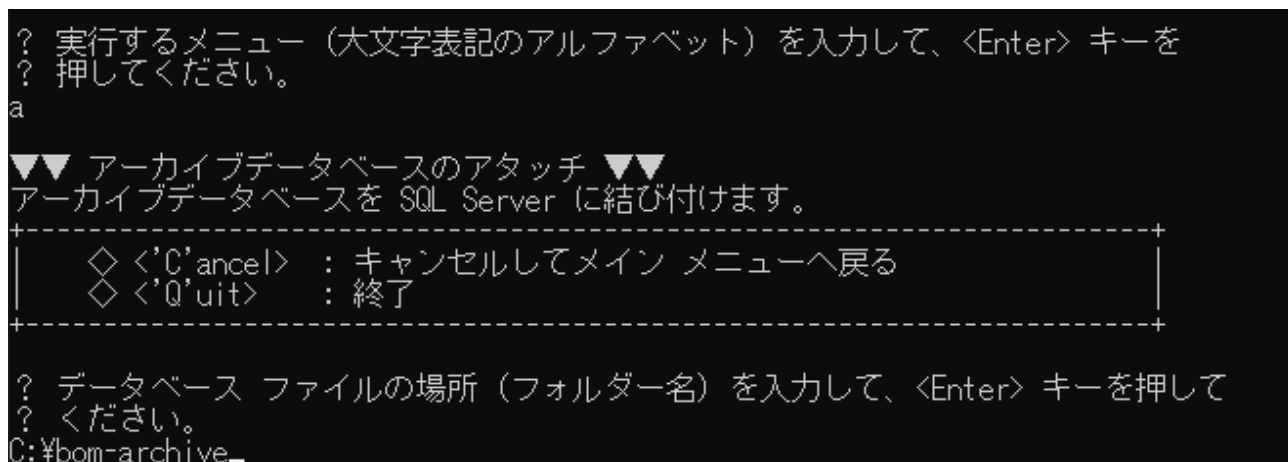 ? 実行するメニュー（大文字表記のアルファベット）を入力して、<Enter> キーを
? 押してください。
a
▼▼ アーカイブデータベースのアタッチ ▼▼
アーカイブデータベースを SQL Server に結び付けます。
+----------------------------------------------------------------------+
|    ◇ <'C'ancel>  : キャンセルしてメイン メニューへ戻る    |
|    ◇ <'Q'uit>    : 終了    |
+----------------------------------------------------------------------+
? データベース ファイルの場所（フォルダー名）を入力して、<Enter> キーを押して
? ください。
C:¥bom-archive_